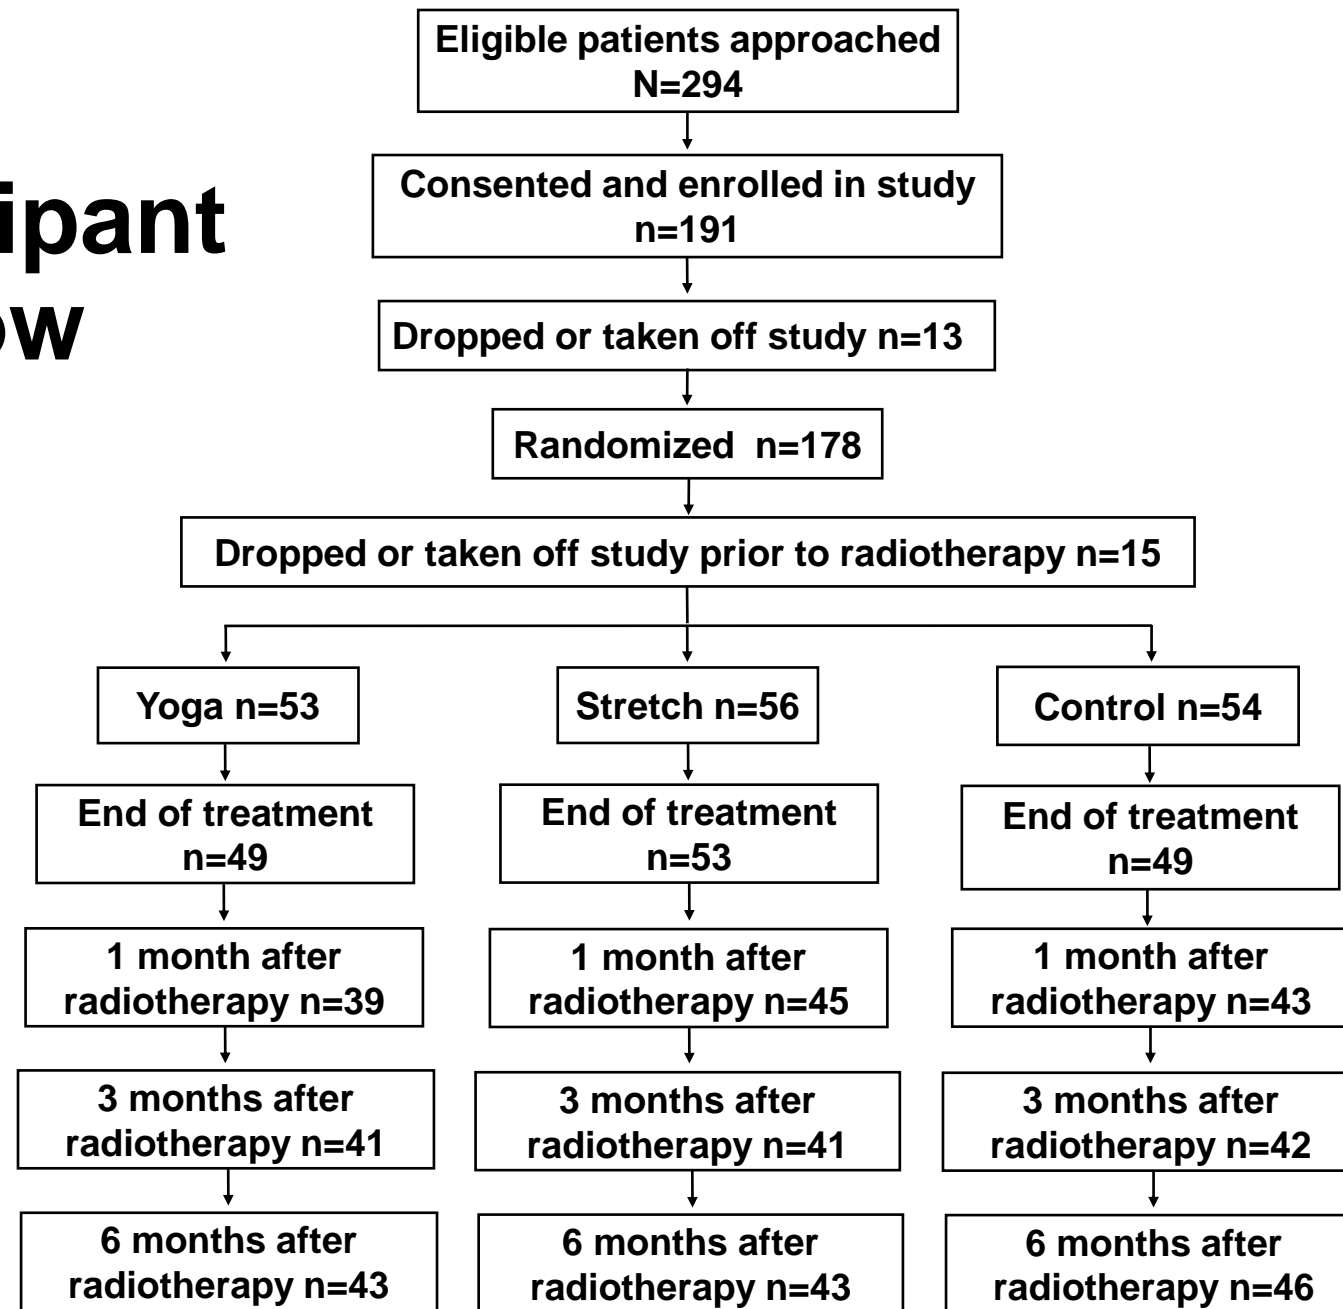 Eligible patients approached
N=294
Consented and enrolled in study
n=191
ipant
ow
Dropped or taken off study n=13
Randomized n=178
Dropped or taken off study prior to radiotherapy n=15
Yoga n=53
Stretch n=56
Control n=54
End of treatment
n=49
End of treatment
n=53
End of treatment
n=49
1 month after
radiotherapy n=39
1 month after
radiotherapy n=45
1 month after
radiotherapy n=43
3 months after
radiotherapy n=41
3 months after
radiotherapy n=41
3 months after
radiotherapy n=42
6 months after
radiotherapy n=43
6 months after
radiotherapy n=43
6 months after
radiotherapy n=46